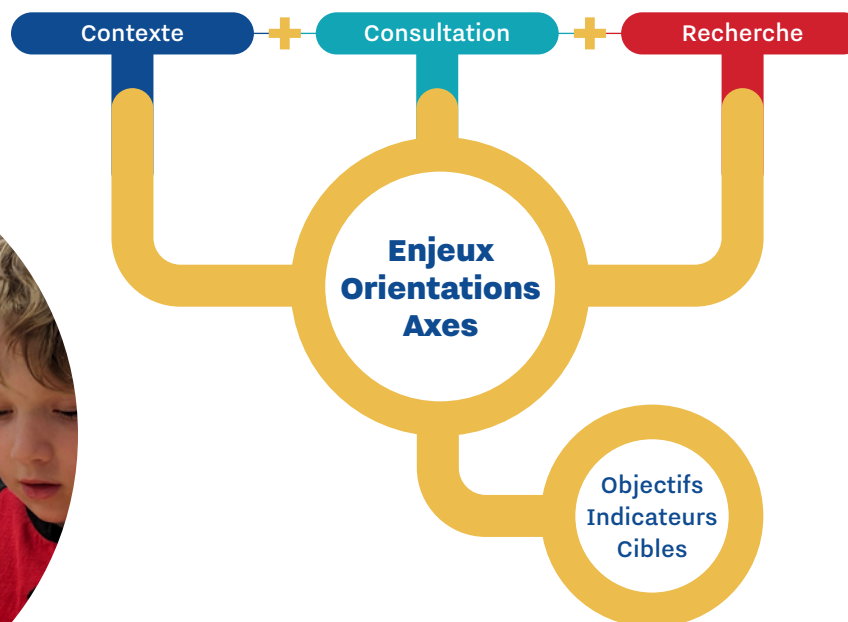 Contexte
Consultation
Recherche
Enjeux
Orientations
Axes
Objectifs
Indicateurs
Cibles